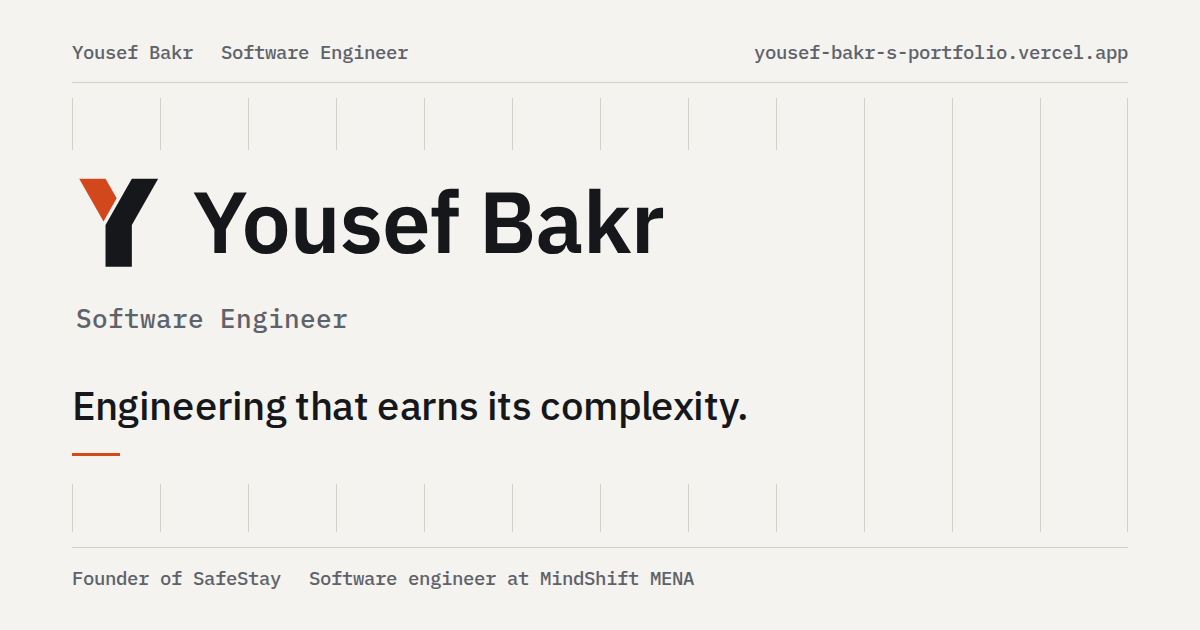 Yousef Bakr Software Engineer yousef-bakr-s-portfolio.vercel.app
Y Yousef Bakr
Software Engineer
Engineering that earns its complexity.
Founder of SafeStay Software engineer at MindShift MENA